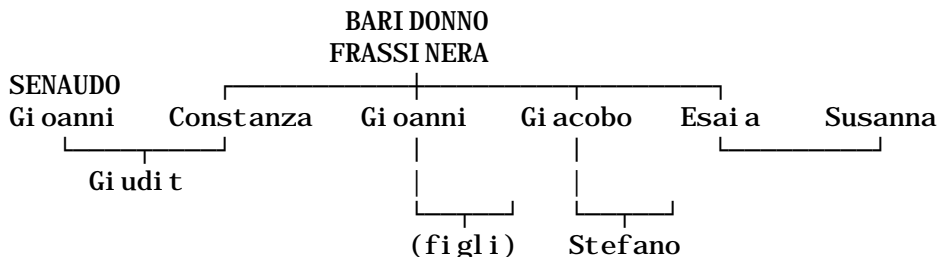 BARIDONNO
FRASSINERA
SENAUDO
Gioanni Constanza Gioanni Giacobo Esaia Susanna
Giudit
(figli) Stefano